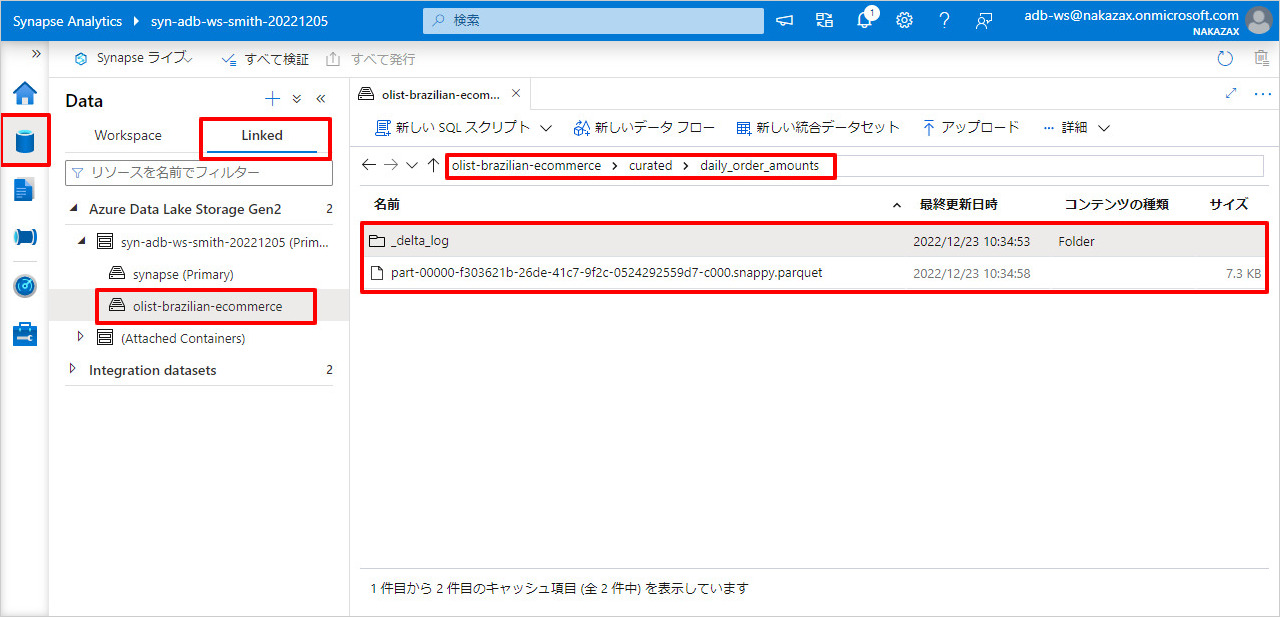 Synapse Analytics ▶ syn-adb-ws-smith-20221205
検索
1
adb-ws@nakazax.onmicrosoft.com
NAKAZAX
Synapse ライブ
すべて検証
すべて発行
Data
Workspace
Linked
リソースを名前でフィルター
Azure Data Lake Storage Gen2 2
syn-adb-ws-smith-20221205 (Prim...
synapse (Primary)
olist-brazilian-ecommerce
(Attached Containers)
Integration datasets 2
olist-brazilian-ecom...
新しい SQL スクリプト
新しいデータ フロー
新しい統合データセット
アップロード
詳細
olist-brazilian-ecommerce > curated > daily_order_amounts
名前 最終更新日時 コンテンツの種類 サイズ
_delta_log 2022/12/23 10:34:53 Folder
part-00000-f303621b-26de-41c7-9f2c-0524292559d7-c000.snappy.parquet 2022/12/23 10:34:58 7.3 KB
1 件目から 2 件目のキャッシュ項目 (全 2 件中) を表示しています